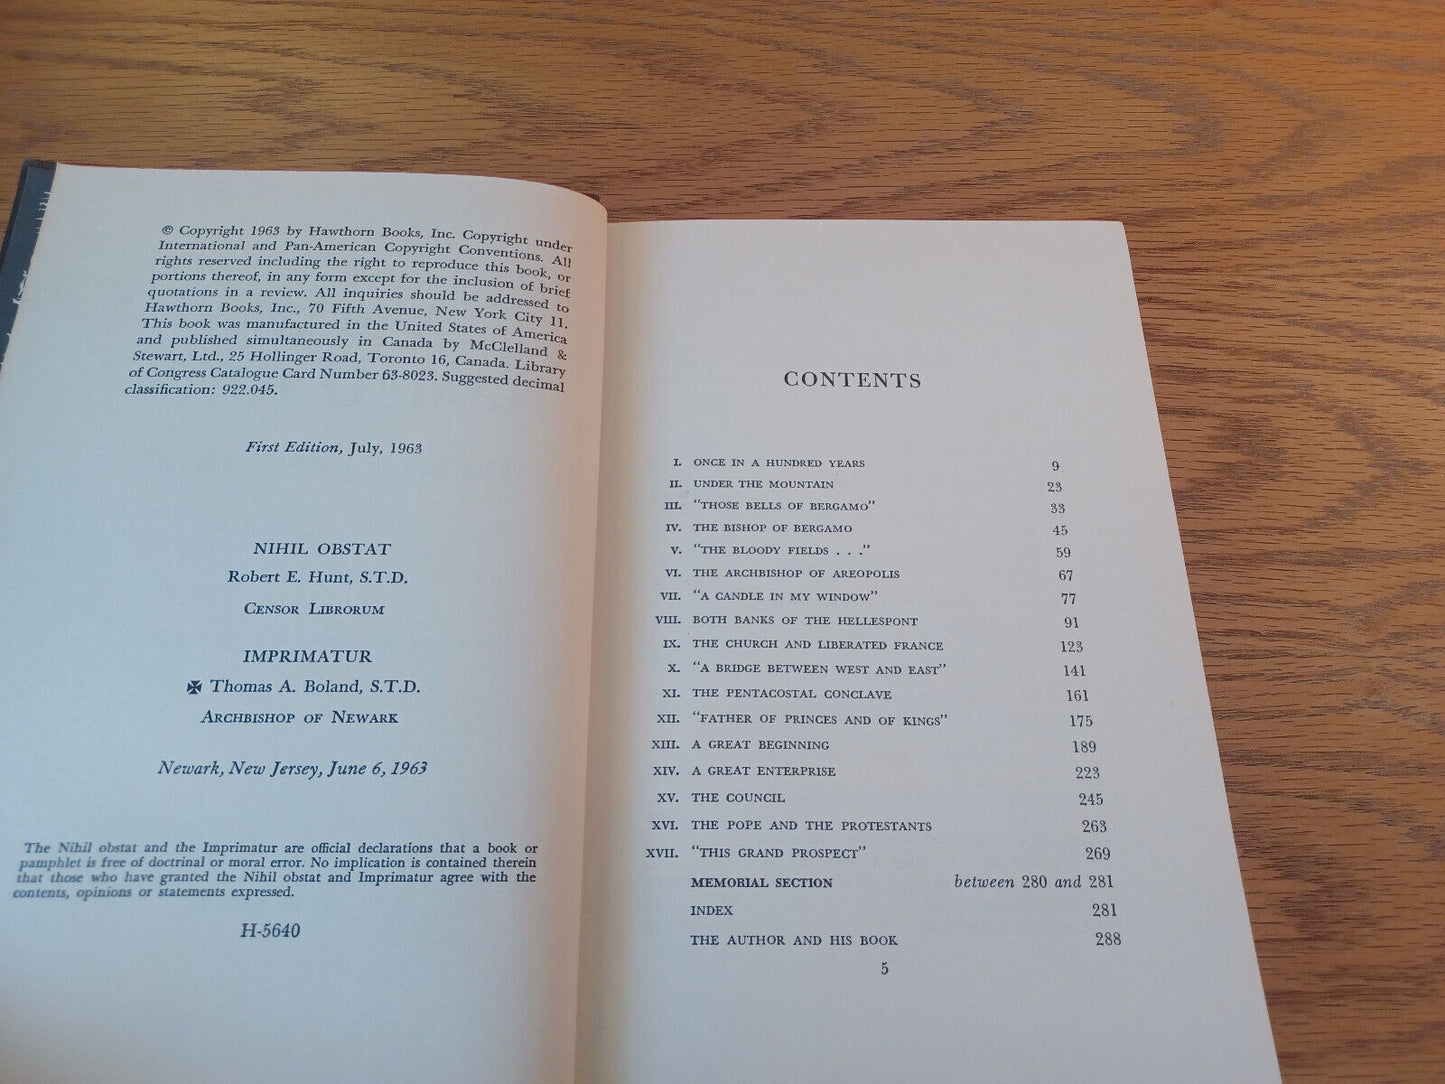 © Copyright 1963 by Hawthorn Books, Inc. Copyright under
International and Pan-American Copyright Conventions. All
rights reserved including the right to reproduce this book, or
portions thereof, in any form except for the inclusion of brief
quotations in a review. All inquiries should be addressed to
Hawthorn Books, Inc., 70 Fifth Avenue, New York City 11.
This book was manufactured in the United States of America
and published simultaneously in Canada by McClelland &
Stewart, Ltd., 25 Hollinger Road, Toronto 16, Canada. Library
of Congress Catalogue Card Number 63-8023. Suggested decimal
classification: 922.045.
First Edition, July, 1963
NIHIL OBSTAT
Robert E. Hunt, S.T.D.
CENSOR LIBRORUM
IMPRIMATUR
✠ Thomas A. Boland, S.T.D.
ARCHBISHOP OF NEWARK
Newark, New Jersey, June 6, 1963
The Nihil obstat and the Imprimatur are official declarations that a book or
pamphlet is free of doctrinal or moral error. No implication is contained therein
that those who have granted the Nihil obstat and Imprimatur agree with the
contents, opinions or statements expressed.
H-5640
CONTENTS
I. ONCE IN A HUNDRED YEARS 9
II. UNDER THE MOUNTAIN 23
III. "THOSE BELLS OF BERGAMO" 33
IV. THE BISHOP OF BERGAMO 45
V. "THE BLOODY FIELDS . . ." 59
VI. THE ARCHBISHOP OF AREOPOLIS 67
VII. "A CANDLE IN MY WINDOW" 77
VIII. BOTH BANKS OF THE HELLESPONT 91
IX. THE CHURCH AND LIBERATED FRANCE 123
X. "A BRIDGE BETWEEN WEST AND EAST" 141
XI. THE PENTACOSTAL CONCLAVE 161
XII. "FATHER OF PRINCES AND OF KINGS" 175
XIII. A GREAT BEGINNING 189
XIV. A GREAT ENTERPRISE 223
XV. THE COUNCIL 245
XVI. THE POPE AND THE PROTESTANTS 263
XVII. "THIS GRAND PROSPECT" 269
MEMORIAL SECTION between 280 and 281
INDEX 281
THE AUTHOR AND HIS BOOK 288
5